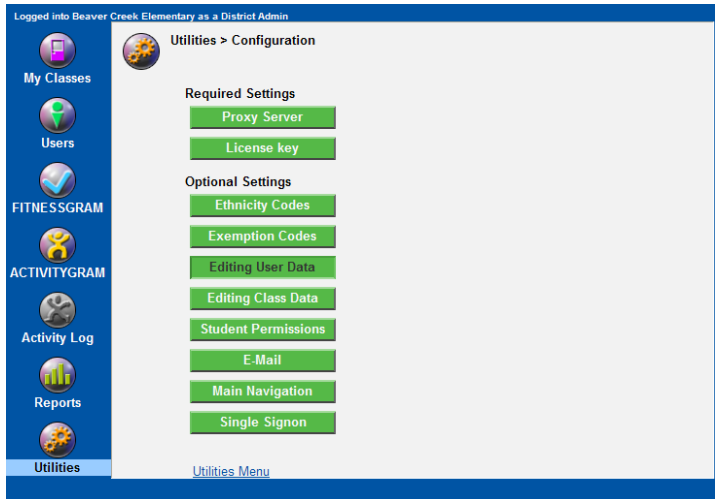 Logged into Beaver Creek Elementary as a District Admin
My Classes
Users
FITNESSGRAM
ACTIVITYGRAM
Activity Log
Reports
Utilities
Utilities > Configuration
Required Settings
Proxy Server
License key
Optional Settings
Ethnicity Codes
Exemption Codes
Editing User Data
Editing Class Data
Student Permissions
E-Mail
Main Navigation
Single Signon
Utilities Menu